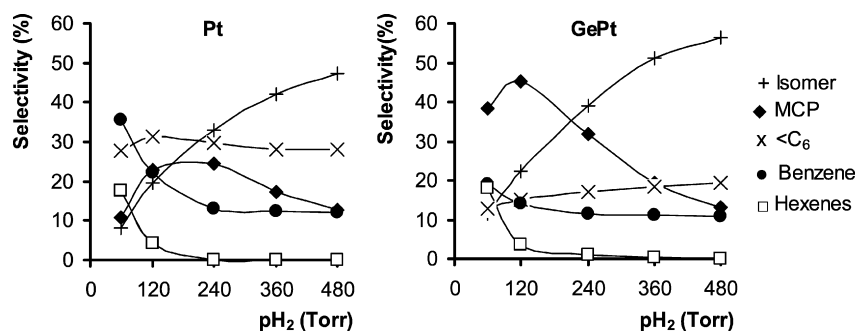 Pt
Selectivity (%)
60
50
40
30
20
10
0
0 120 240 360 480
pH₂ (Torr)
GePt
Selectivity(%)
60
50
40
30
20
10
0
0 120 240 360 480
pH₂ (Torr)
Isomer
MCP
<C₆
Benzene
Hexenes